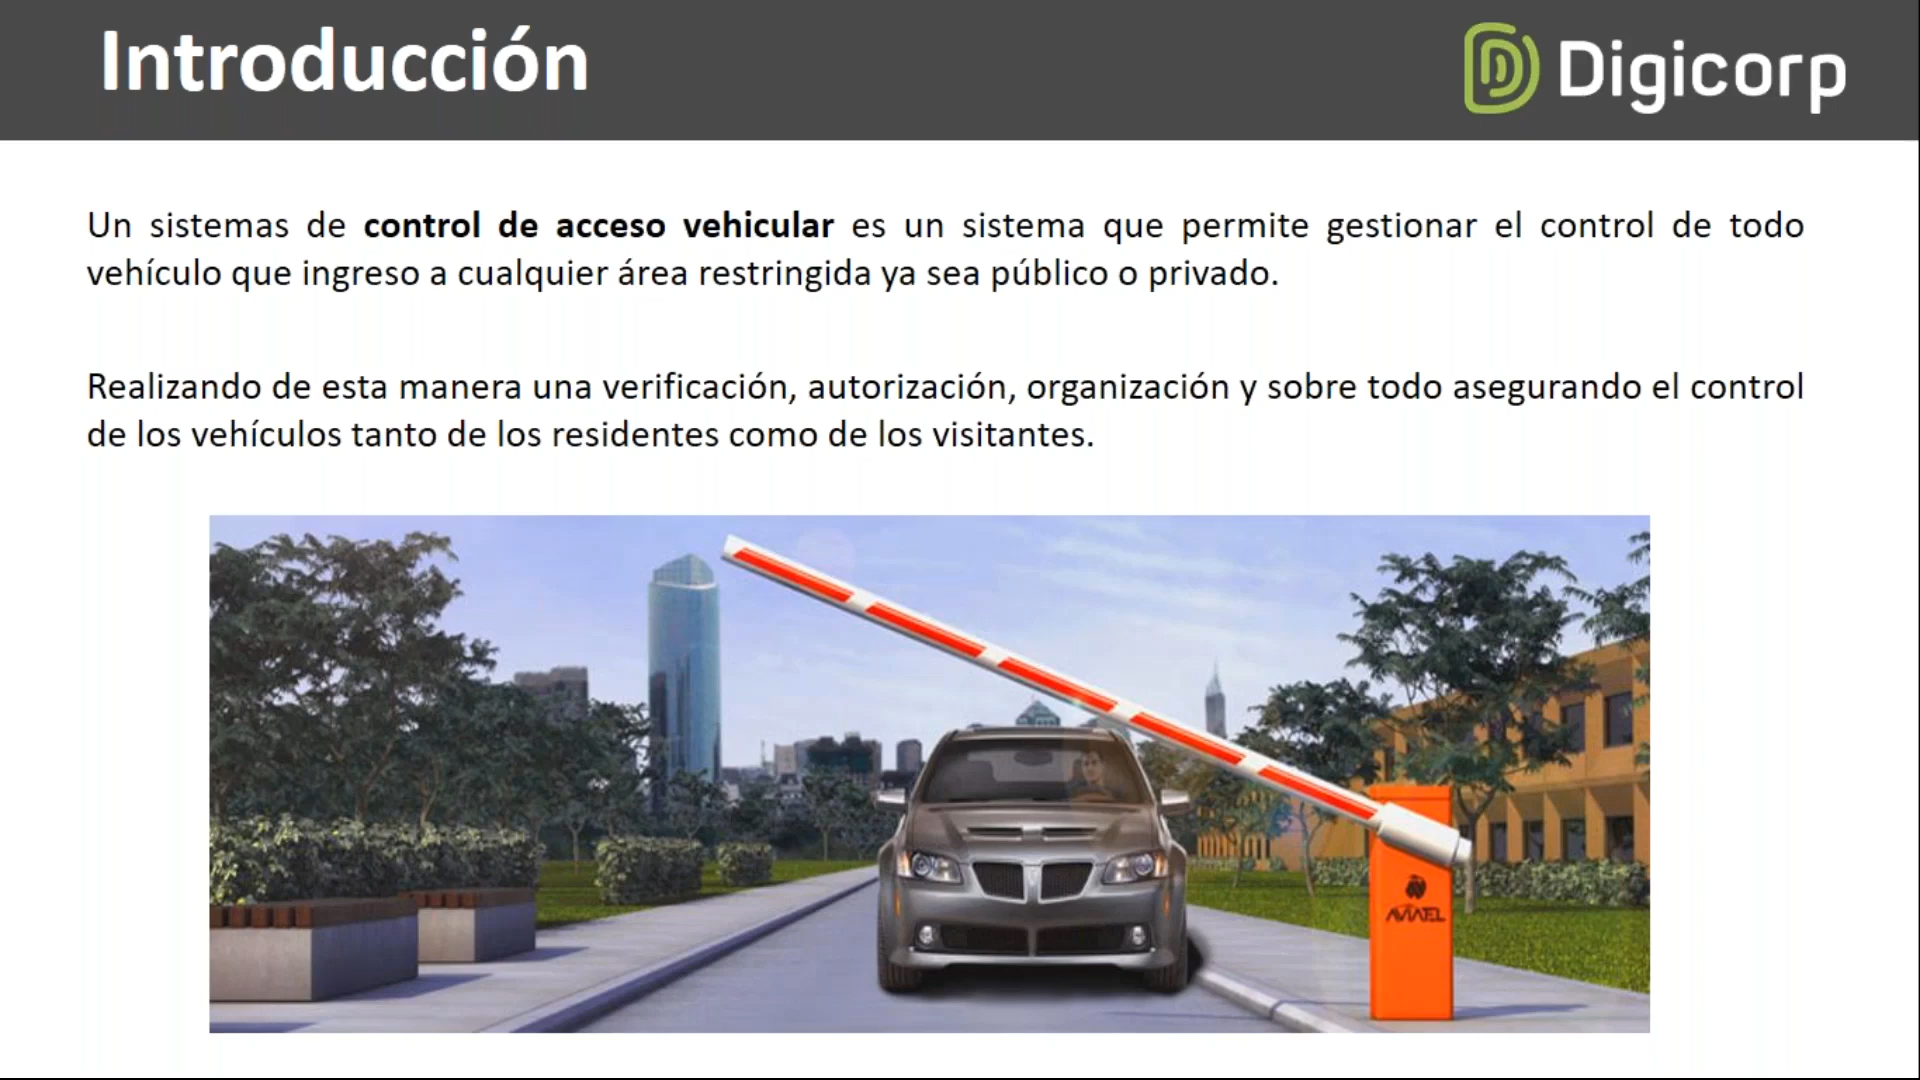 Introducción
Digicorp
Un sistemas de control de acceso vehicular es un sistema que permite gestionar el control de todo
vehículo que ingreso a cualquier área restringida ya sea público o privado.
Realizando de esta manera una verificación, autorización, organización y sobre todo asegurando el control
de los vehículos tanto de los residentes como de los visitantes.
AVIATEL